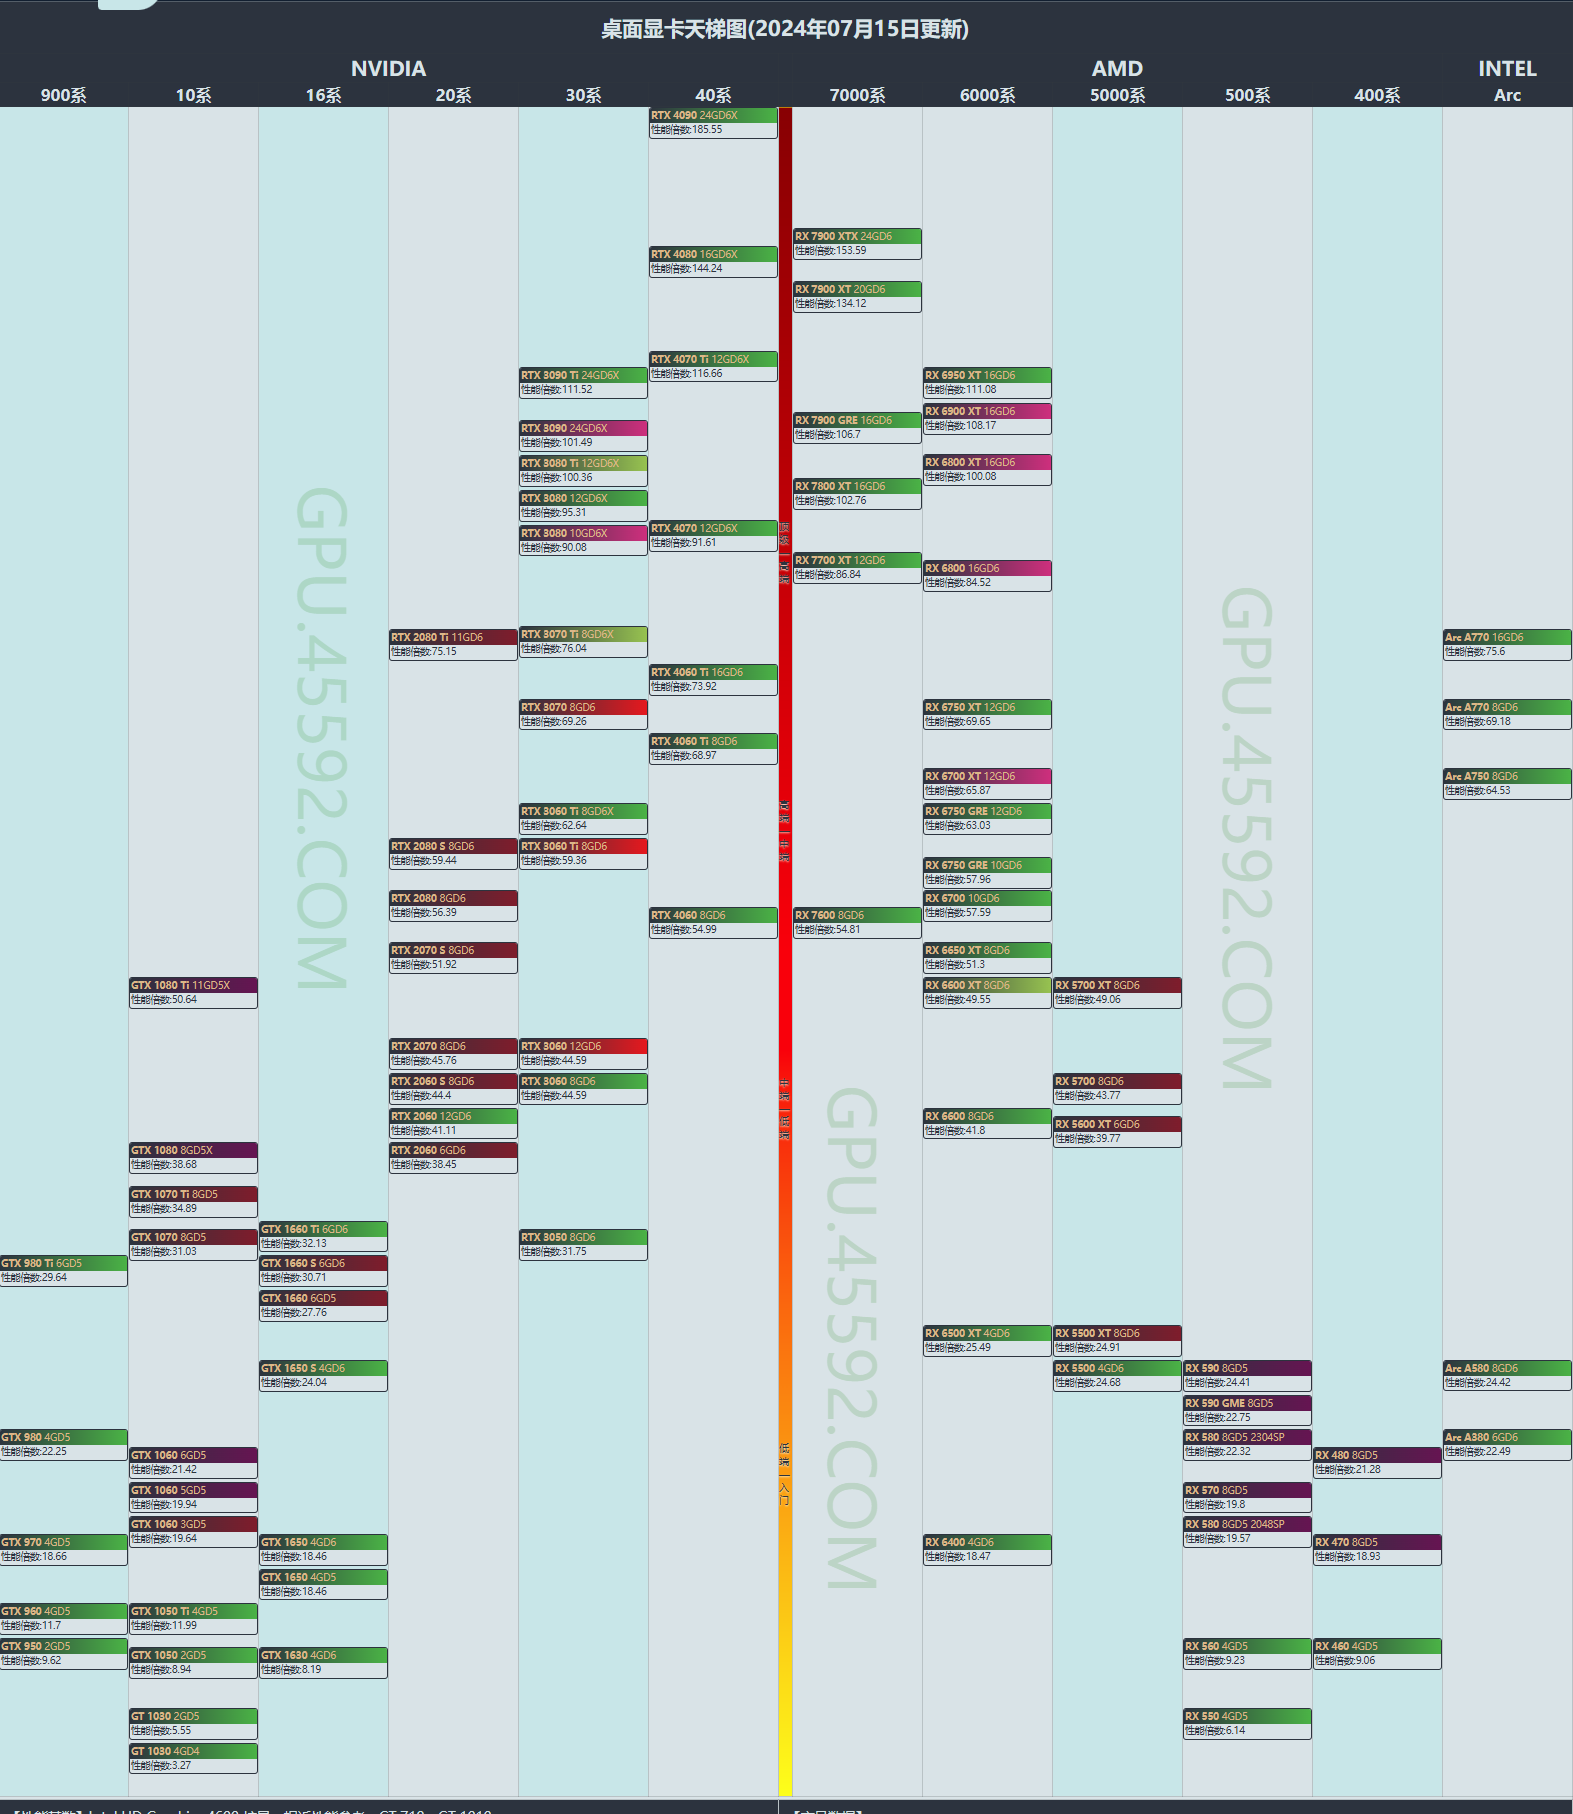 桌面显卡天梯图(2024年07月15日更新)
NVIDIA AMD INTEL
900系 10系 16系 20系 30系 40系 7000系 6000系 5000系 500系 400系 Arc
GTX 980 Ti 6GD5
性能倍数:29.64
GTX 980 4GD5
性能倍数:22.25
GTX 970 4GD5
性能倍数:18.66
GTX 960 4GD5
性能倍数:11.7
GTX 950 2GD5
性能倍数:9.62
GTX 1080 Ti 11GD5X
性能倍数:50.64
GTX 1080 8GD5X
性能倍数:38.68
GTX 1070 Ti 8GD5
性能倍数:34.89
GTX 1070 8GD5
性能倍数:31.03
GTX 1060 6GD5
性能倍数:21.42
GTX 1060 5GD5
性能倍数:19.94
GTX 1060 3GD5
性能倍数:19.64
GTX 1050 Ti 4GD5
性能倍数:11.99
GTX 1050 2GD5
性能倍数:8.94
GT 1030 2GD5
性能倍数:5.55
GT 1030 4GD4
性能倍数:3.27
GTX 1660 Ti 6GD6
性能倍数:32.13
GTX 1660 S 6GD6
性能倍数:30.71
GTX 1660 6GD5
性能倍数:27.76
GTX 1650 S 4GD6
性能倍数:24.04
GTX 1650 4GD6
性能倍数:18.46
GTX 1650 4GD5
性能倍数:18.46
GTX 1630 4GD6
性能倍数:8.19
RTX 2080 Ti 11GD6
性能倍数:75.15
RTX 2080 S 8GD6
性能倍数:59.44
RTX 2080 8GD6
性能倍数:56.39
RTX 2070 S 8GD6
性能倍数:51.92
RTX 2070 8GD6
性能倍数:45.76
RTX 2060 S 8GD6
性能倍数:44.4
RTX 2060 12GD6
性能倍数:41.11
RTX 2060 6GD6
性能倍数:38.45
RTX 3090 Ti 24GD6X
性能倍数:111.52
RTX 3090 24GD6X
性能倍数:101.49
RTX 3080 Ti 12GD6X
性能倍数:100.36
RTX 3080 12GD6X
性能倍数:95.31
RTX 3080 10GD6X
性能倍数:90.08
RTX 3070 Ti 8GD6X
性能倍数:76.04
RTX 3070 8GD6
性能倍数:69.26
RTX 3060 Ti 8GD6X
性能倍数:62.64
RTX 3060 Ti 8GD6
性能倍数:59.36
RTX 3060 12GD6
性能倍数:44.59
RTX 3060 8GD6
性能倍数:44.59
RTX 3050 8GD6
性能倍数:31.75
RTX 4090 24GD6X
性能倍数:185.55
RTX 4080 16GD6X
性能倍数:144.24
RTX 4070 Ti 12GD6X
性能倍数:116.66
RTX 4070 12GD6X
性能倍数:91.61
RTX 4060 Ti 16GD6
性能倍数:73.92
RTX 4060 Ti 8GD6
性能倍数:68.97
RTX 4060 8GD6
性能倍数:54.99
顶级 | 高端
高端 | 中端
中端 | 低端
低端 | 入门
RX 7900 XTX 24GD6
性能倍数:153.59
RX 7900 XT 20GD6
性能倍数:134.12
RX 7900 GRE 16GD6
性能倍数:106.7
RX 7800 XT 16GD6
性能倍数:102.76
RX 7700 XT 12GD6
性能倍数:86.84
RX 7600 8GD6
性能倍数:54.81
RX 6950 XT 16GD6
性能倍数:111.08
RX 6900 XT 16GD6
性能倍数:108.17
RX 6800 XT 16GD6
性能倍数:100.08
RX 6800 16GD6
性能倍数:84.52
RX 6750 XT 12GD6
性能倍数:69.65
RX 6700 XT 12GD6
性能倍数:65.87
RX 6750 GRE 12GD6
性能倍数:63.03
RX 6750 GRE 10GD6
性能倍数:57.96
RX 6700 10GD6
性能倍数:57.59
RX 6650 XT 8GD6
性能倍数:51.3
RX 6600 XT 8GD6
性能倍数:49.55
RX 6600 8GD6
性能倍数:41.8
RX 6500 XT 4GD6
性能倍数:25.49
RX 6400 4GD6
性能倍数:18.47
RX 5700 XT 8GD6
性能倍数:49.06
RX 5700 8GD6
性能倍数:43.77
RX 5600 XT 6GD6
性能倍数:39.77
RX 5500 XT 8GD6
性能倍数:24.91
RX 5500 4GD6
性能倍数:24.68
RX 590 8GD5
性能倍数:24.41
RX 590 GME 8GD5
性能倍数:22.75
RX 580 8GD5 2304SP
性能倍数:22.32
RX 570 8GD5
性能倍数:19.8
RX 580 8GD5 2048SP
性能倍数:19.57
RX 560 4GD5
性能倍数:9.23
RX 550 4GD5
性能倍数:6.14
RX 480 8GD5
性能倍数:21.28
RX 470 8GD5
性能倍数:18.93
RX 460 4GD5
性能倍数:9.06
Arc A770 16GD6
性能倍数:75.6
Arc A770 8GD6
性能倍数:69.18
Arc A750 8GD6
性能倍数:64.53
Arc A580 8GD6
性能倍数:24.42
Arc A380 6GD6
性能倍数:22.49
GPU.45592.COM
GPU.45592.COM
GPU.45592.COM